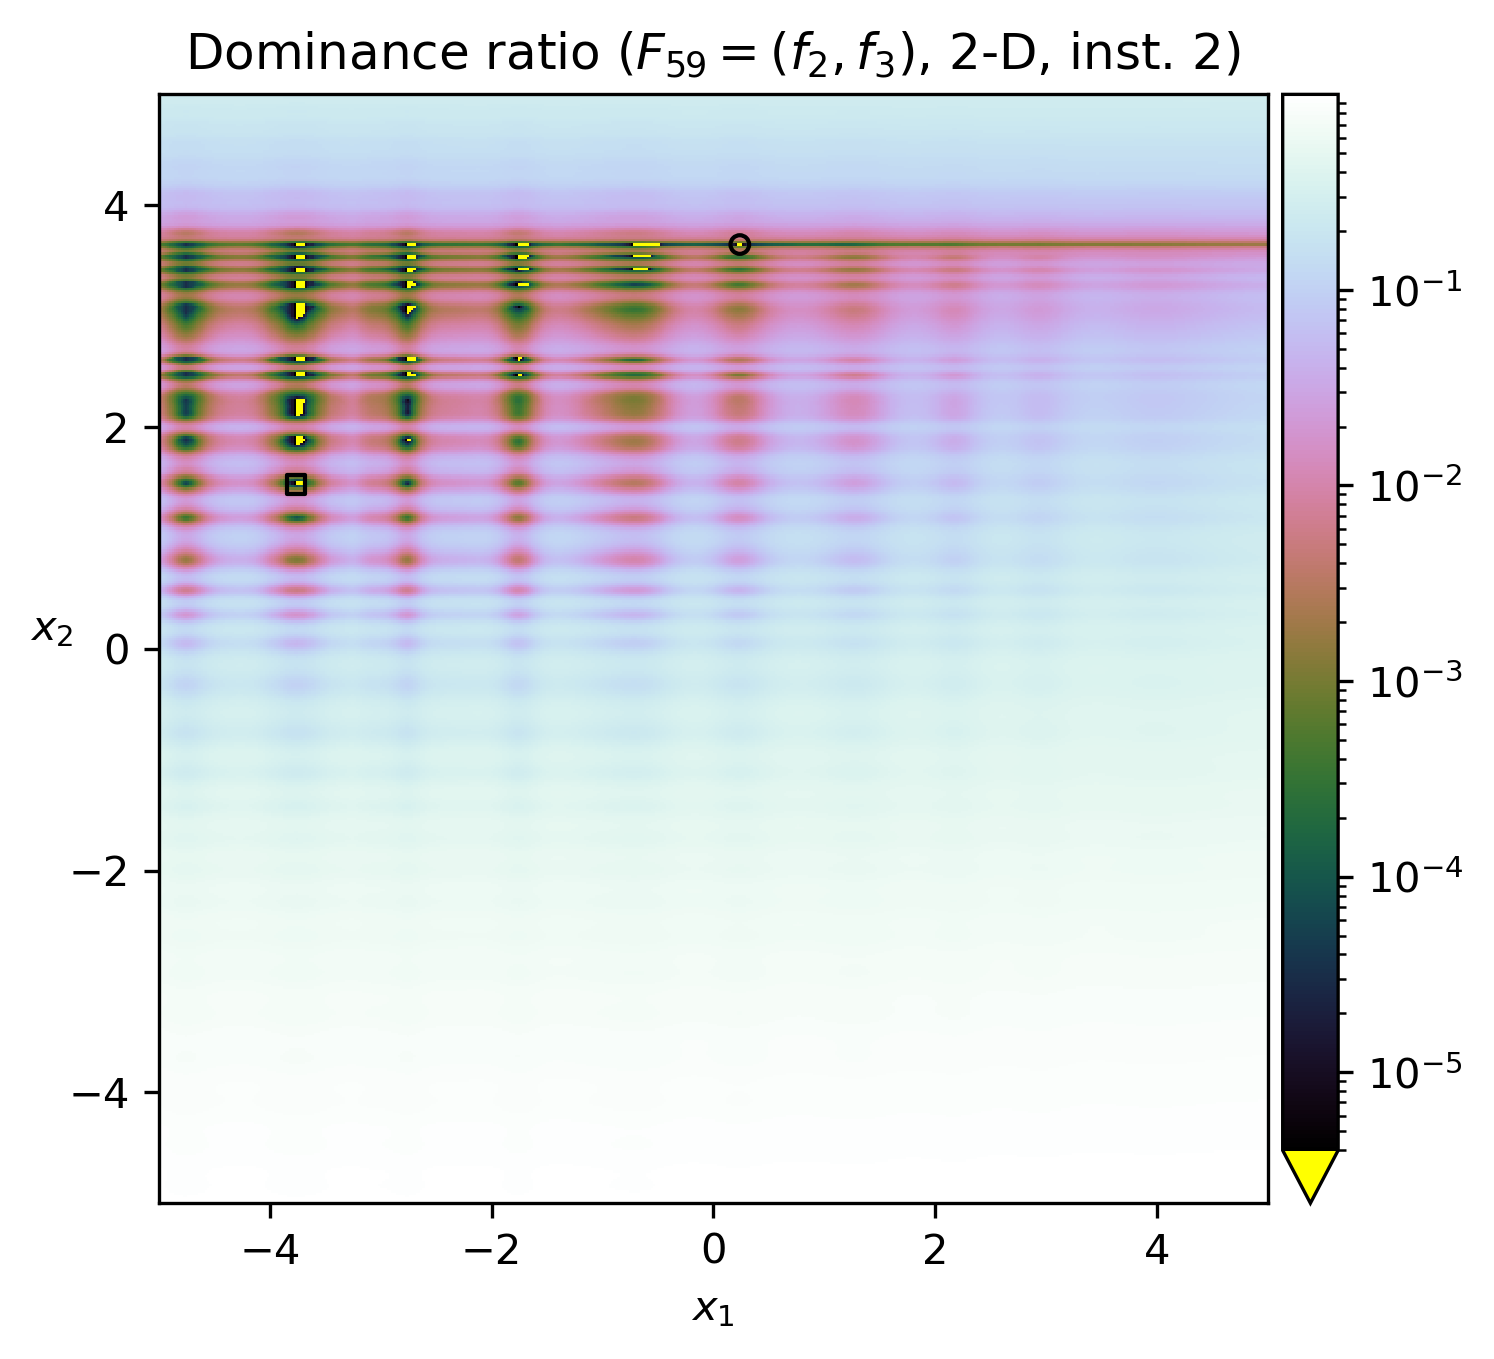 Dominance ratio (F₅₉ = (f₂, f₃), 2-D, inst. 2)
4
2
0
−2
−4
x₂
−4 −2 0 2 4
x₁
10⁻¹
10⁻²
10⁻³
10⁻⁴
10⁻⁵